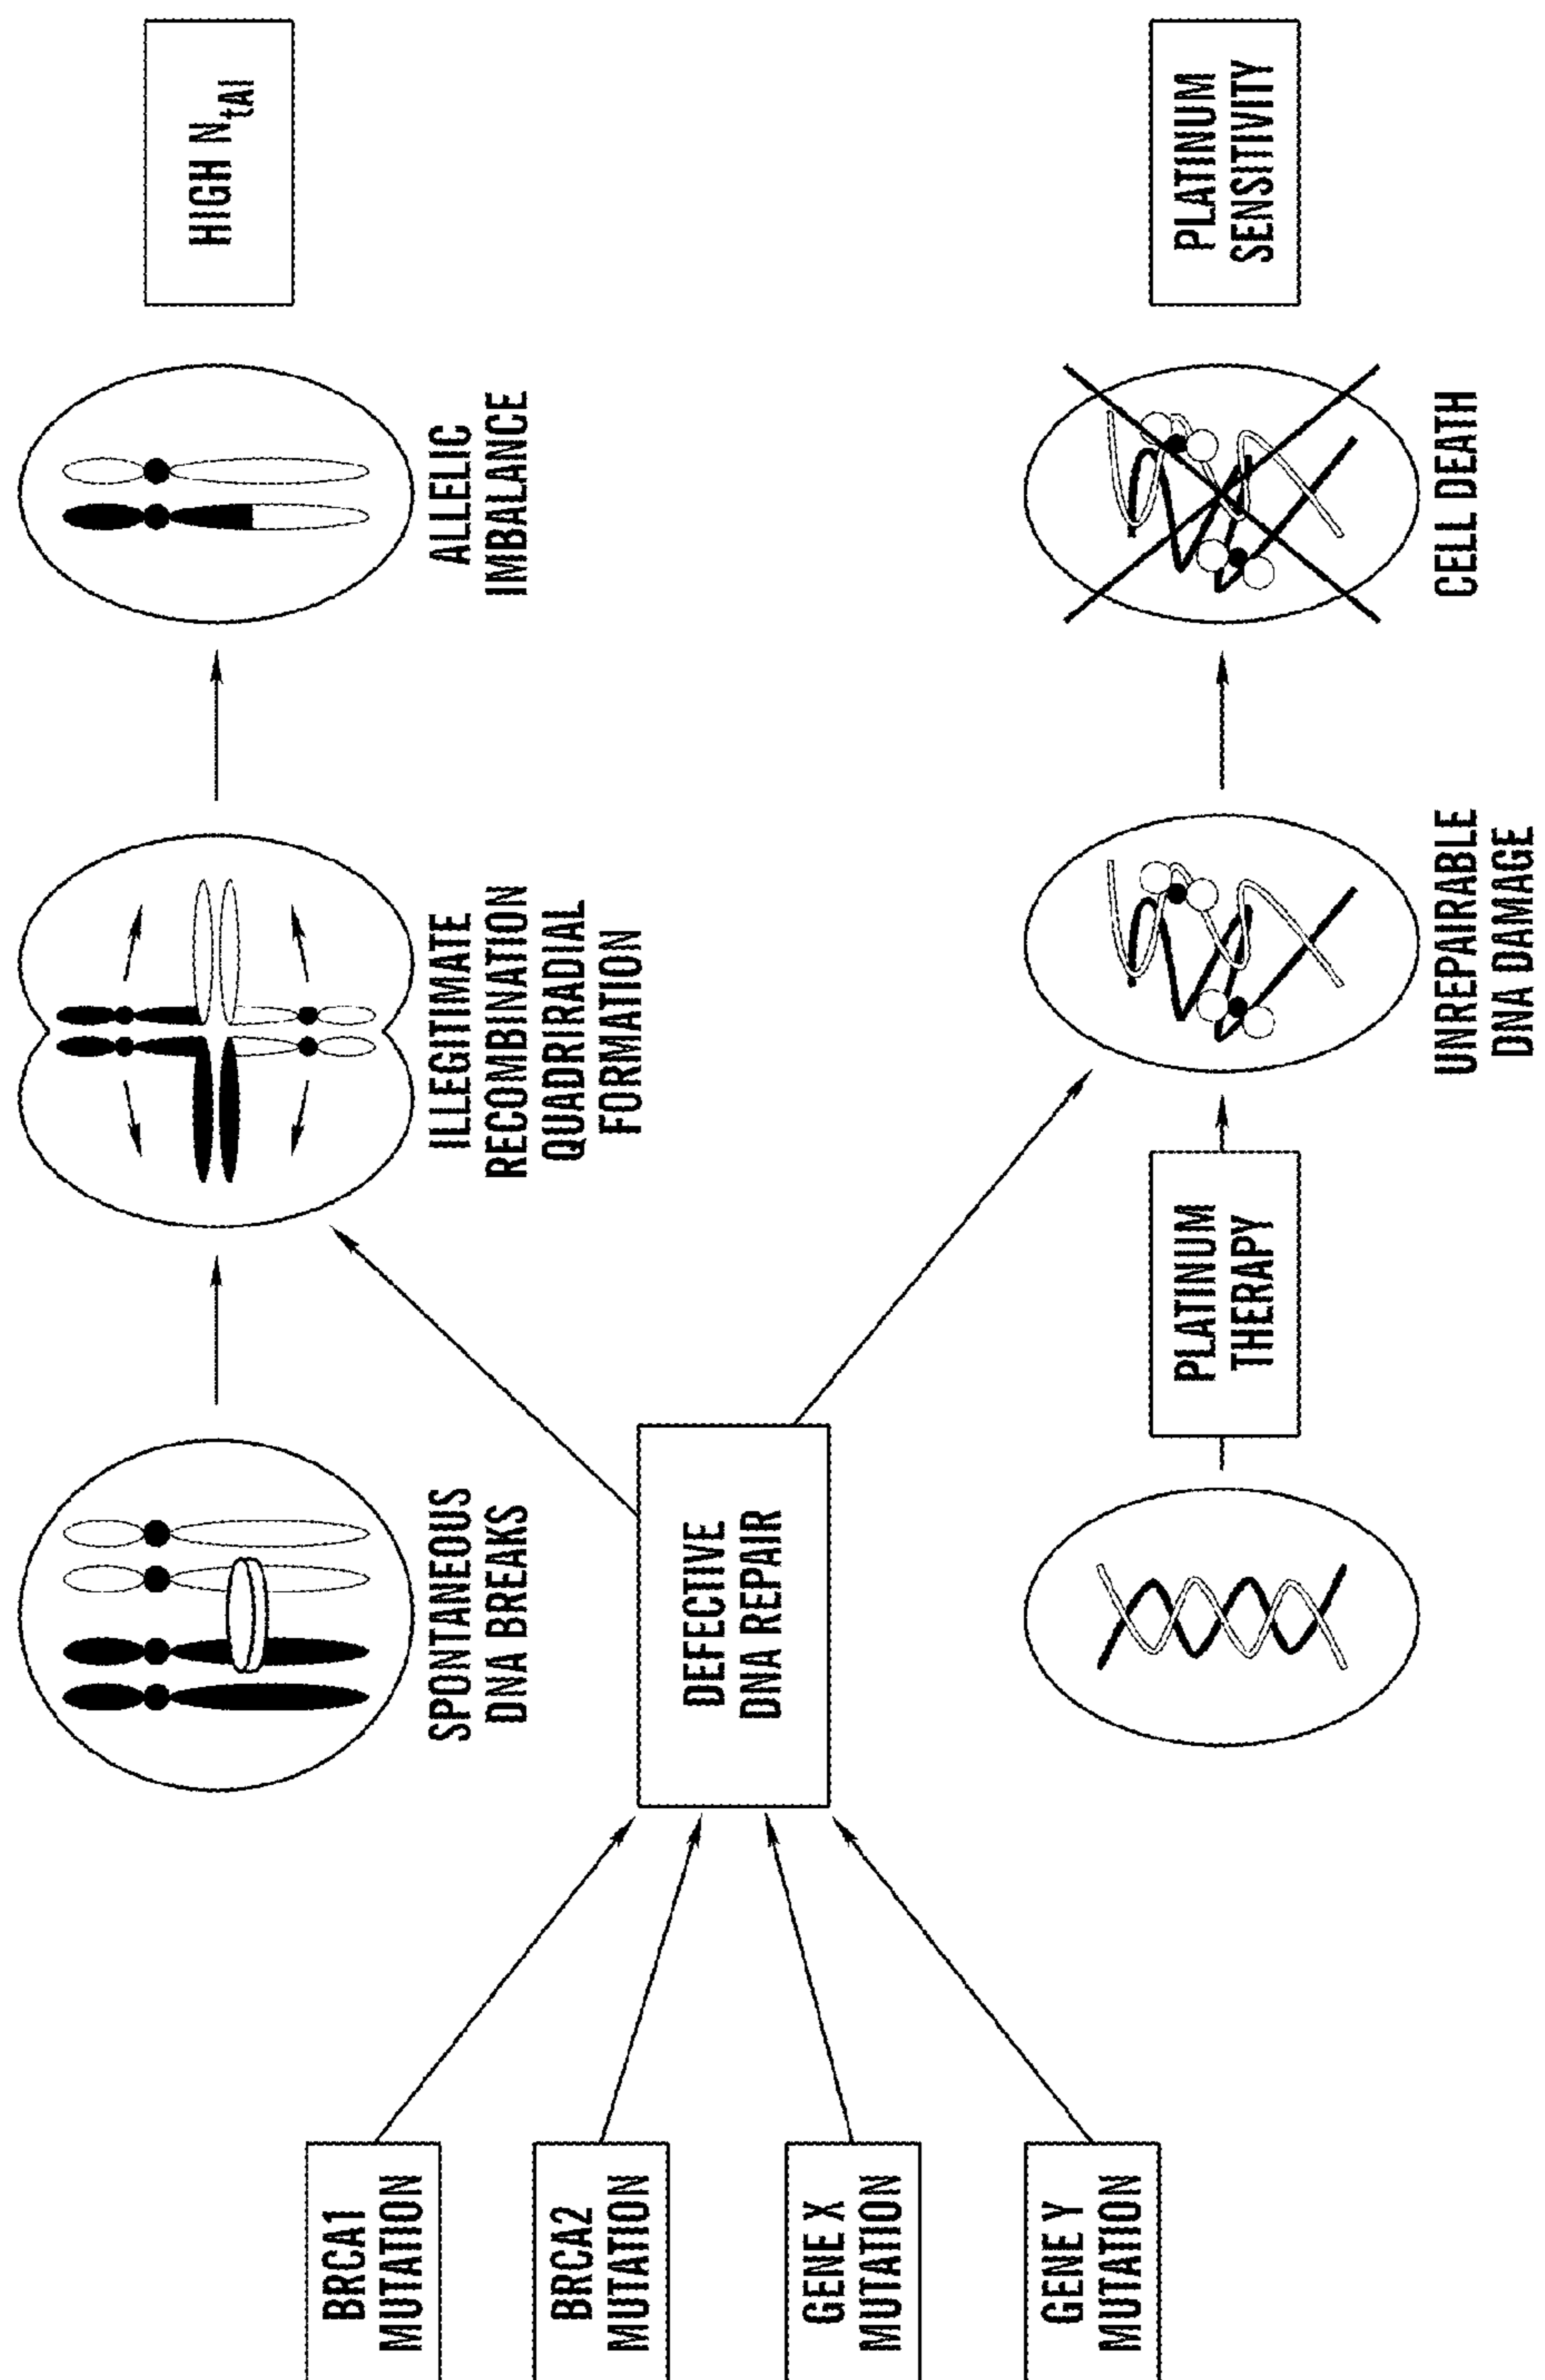 BRCA1
MUTATION
BRCA2
MUTATION
GENE X
MUTATION
GENE Y
MUTATION
DEFECTIVE
DNA REPAIR
SPONTANEOUS
DNA BREAKS
ILLEGITIMATE
RECOMBINATION
QUADRIRADIAL
FORMATION
ALLELIC
IMBALANCE
HIGH NtAI
PLATINUM
THERAPY
UNREPAIRABLE
DNA DAMAGE
CELL DEATH
PLATINUM
SENSITIVITY